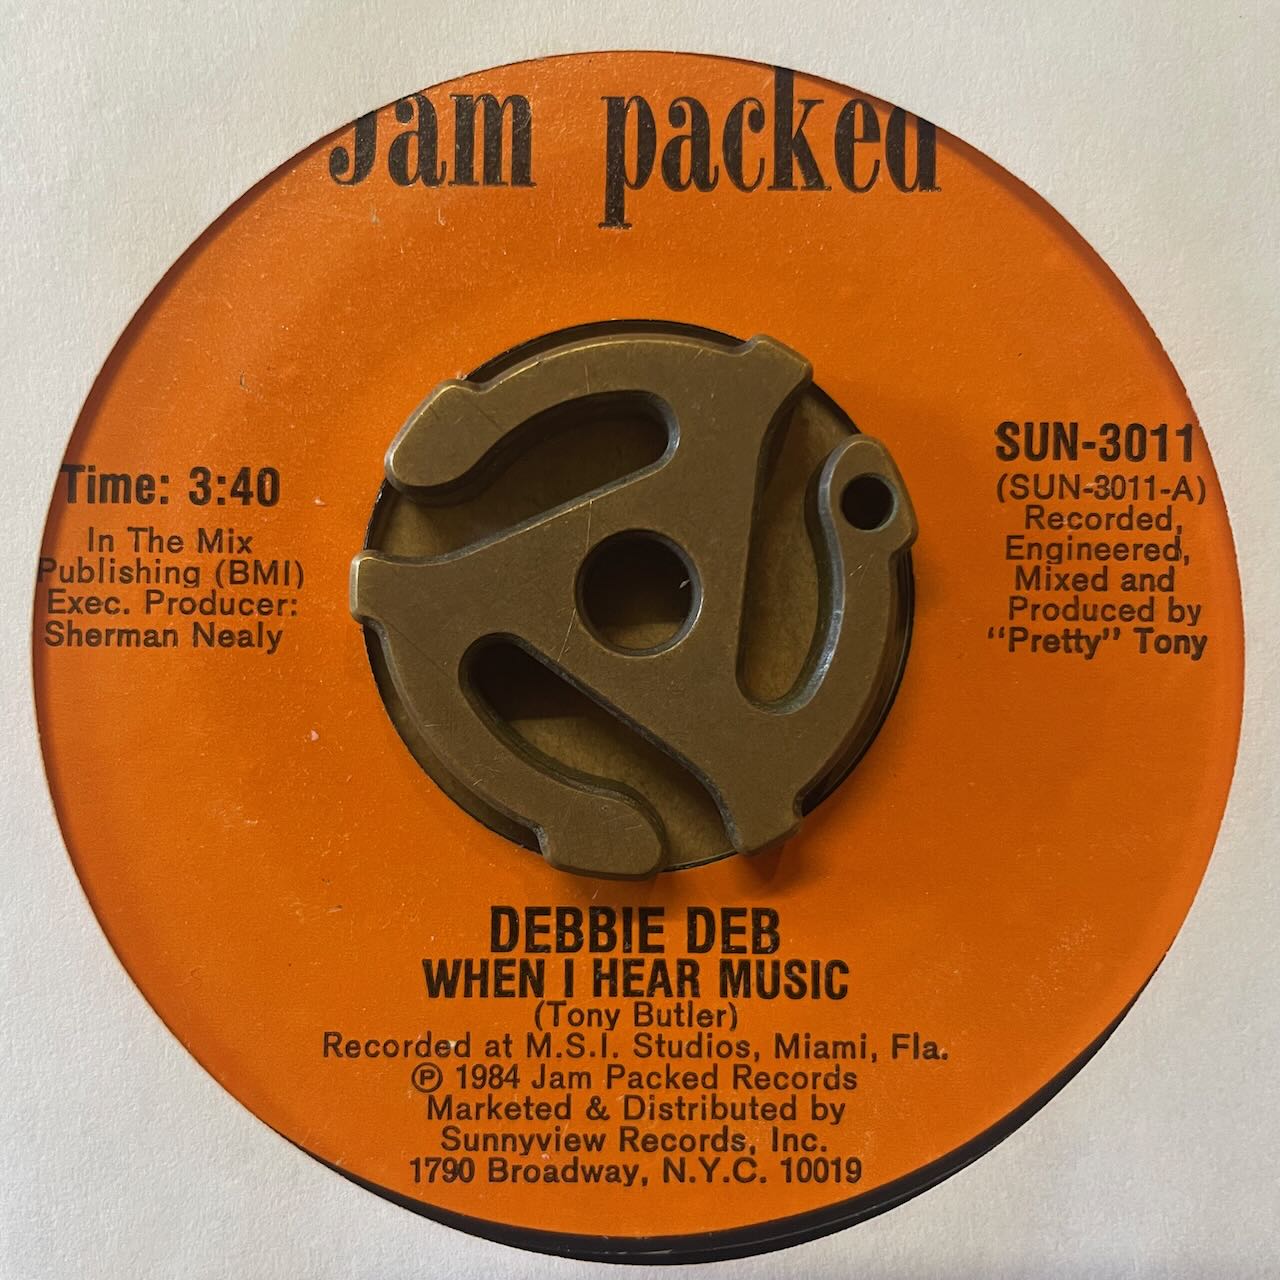 Jam packed
Time: 3:40
In The Mix
Publishing (BMI)
Exec. Producer:
Sherman Nealy
SUN-3011
(SUN-3011-A)
Recorded,
Engineered,
Mixed and
Produced by
"Pretty" Tony
DEBBIE DEB
WHEN I HEAR MUSIC
(Tony Butler)
Recorded at M.S.I. Studios, Miami, Fla.
℗ 1984 Jam Packed Records
Marketed & Distributed by
Sunnyview Records, Inc.
1790 Broadway, N.Y.C. 10019